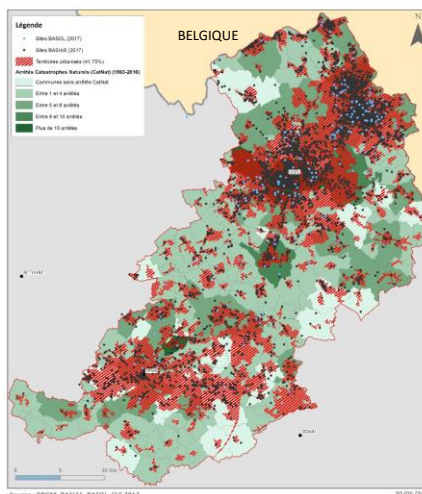 Légende
Sites BASOL (2017)
Sites BASIAS (2017)
Territoires urbanisés (41,73%)
Arrêtés Catastrophes Naturels (CatNat) (1983-2016)
Communes sans arrêtés CatNat
Entre 1 et 4 arrêtés
Entre 5 et 8 arrêtés
Entre 9 et 10 arrêtés
Plus de 10 arrêtés
BELGIQUE
0 5 10 km